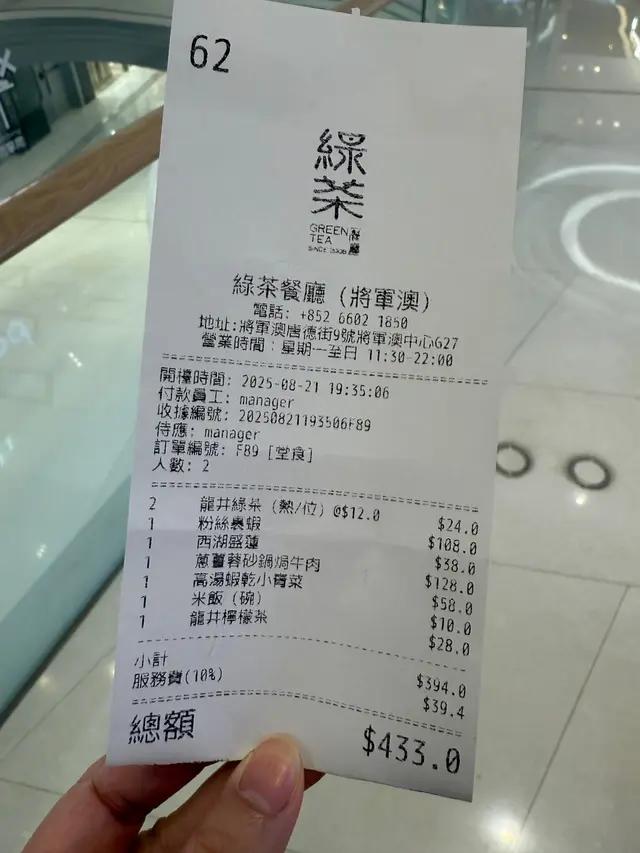 62
綠
茶
GREEN 餐
TEA 廳
SINCE 2008
綠茶餐廳 (將軍澳)
電話: +852 6602 1850
地址:將軍澳唐德街9號將軍澳中心G27
營業時間:星期一至日 11:30-22:00
開檯時間: 2025-08-21 19:35:06
付款員工: manager
收據編號: 20250821193506F89
侍應: manager
訂單編號: F89 [堂食]
人數: 2
2 龍井綠茶 (熱/位) @$12.0 $24.0
1 粉絲裹蝦 $108.0
1 西湖盛蓮 $38.0
1 蔥薑蓉砂鍋焗牛肉 $128.0
1 高湯蝦乾小膏菜 $58.0
1 米飯 (碗) $10.0
1 龍井檸檬茶 $28.0
小計 $394.0
服務費(10%) $39.4
總額 $433.0